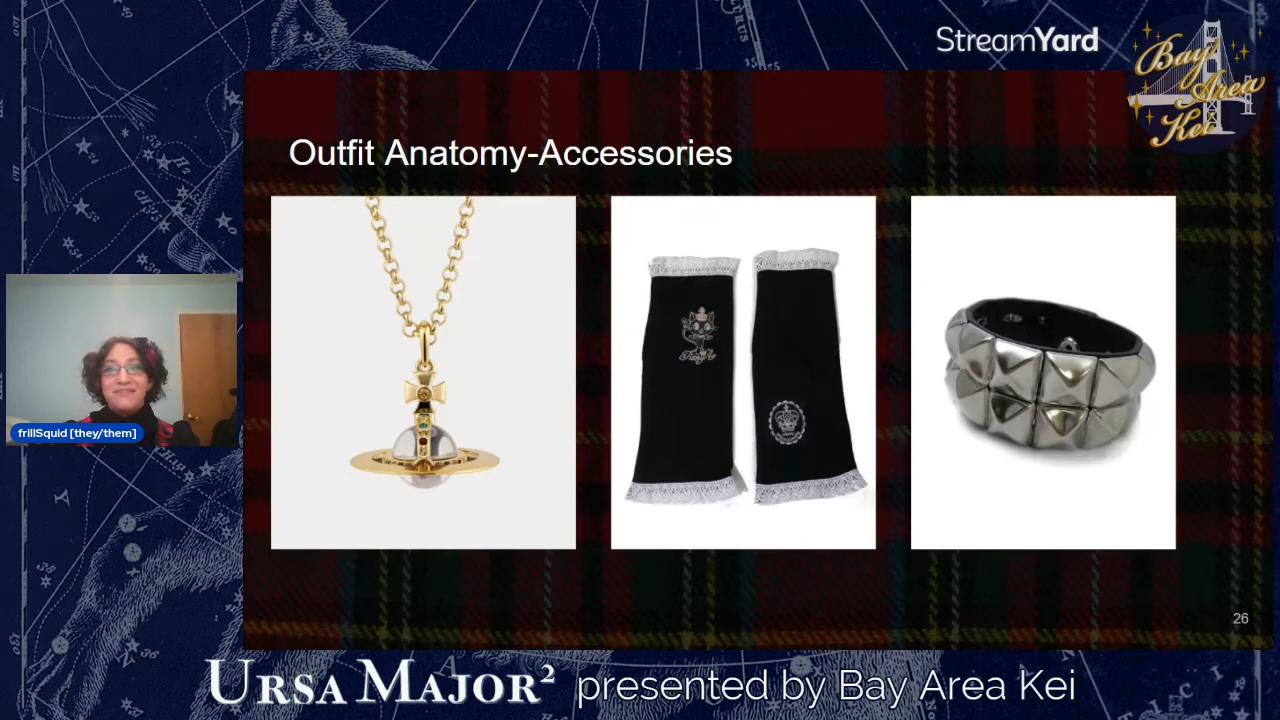 StreamYard
Bay
Area
Kei
Outfit Anatomy-Accessories
frillSquid [they/them]
26
URSA MAJOR² presented by Bay Area Kei